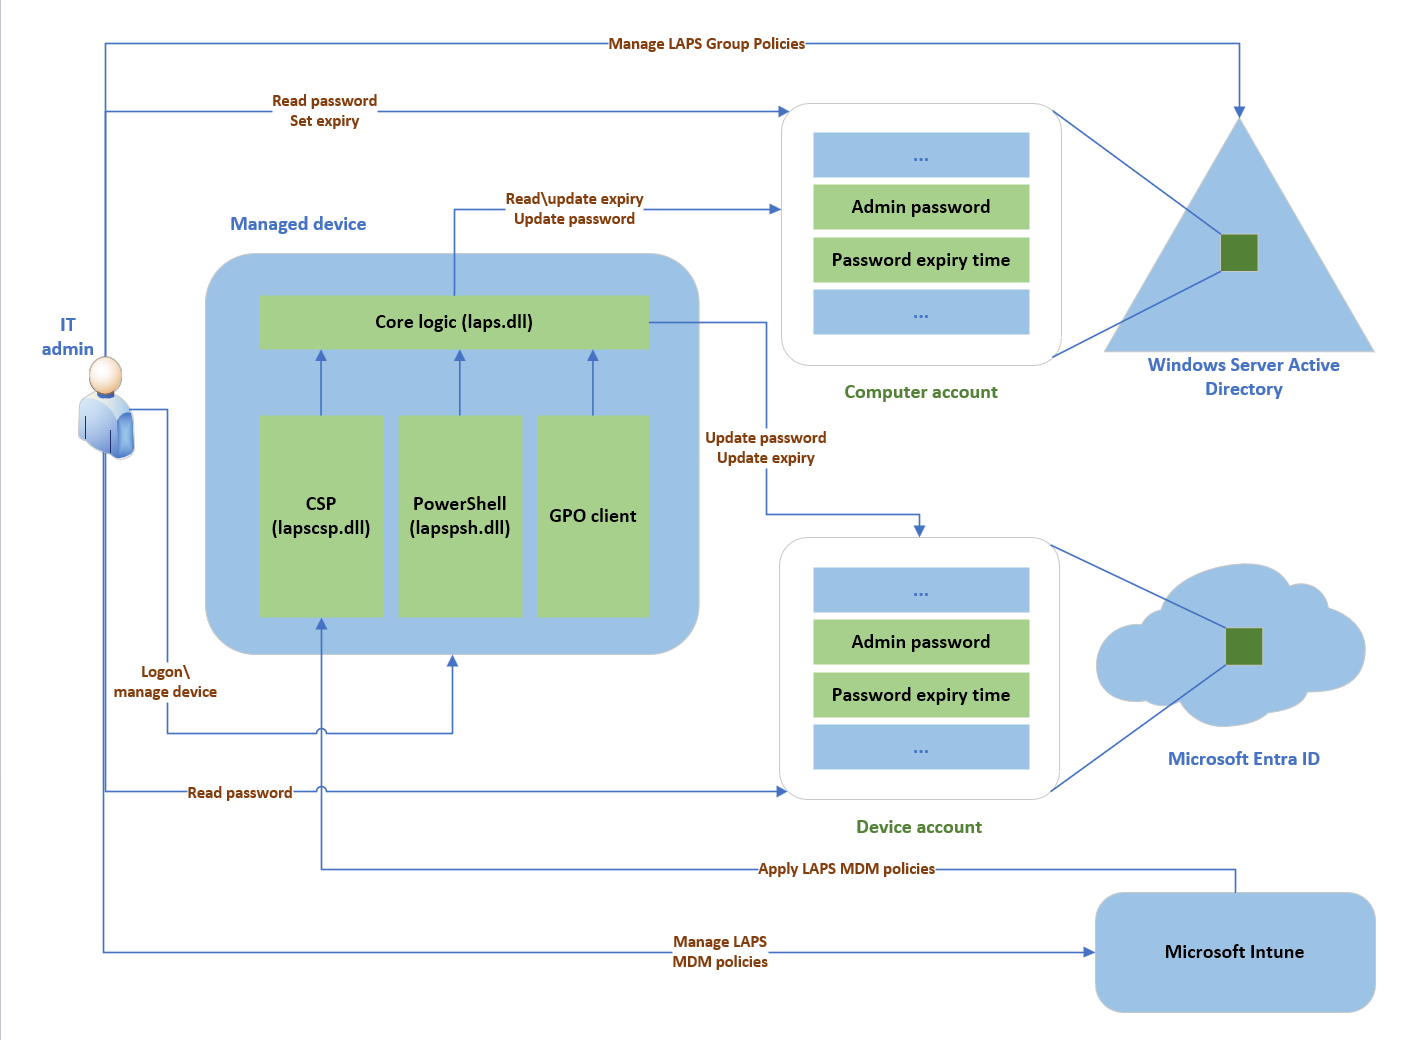 Manage LAPS Group Policies
Read password
Set expiry
...
Read\update expiry
Update password
Admin password
Managed device
Password expiry time
...
Core logic (laps.dll)
IT
admin
Windows Server Active
Directory
Computer account
Update password
Update expiry
CSP
(lapscsp.dll)
PowerShell
(lapspsh.dll)
GPO client
...
Admin password
Logon\
manage device
Password expiry time
...
Microsoft Entra ID
Read password
Device account
Apply LAPS MDM policies
Manage LAPS
MDM policies
Microsoft Intune